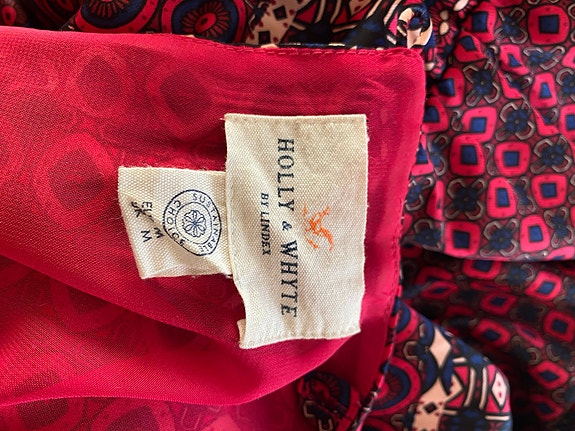 HOLLY & WHYTE
BY LINDEX
SUSTAINABLE
CHOICE
EU M
UK M